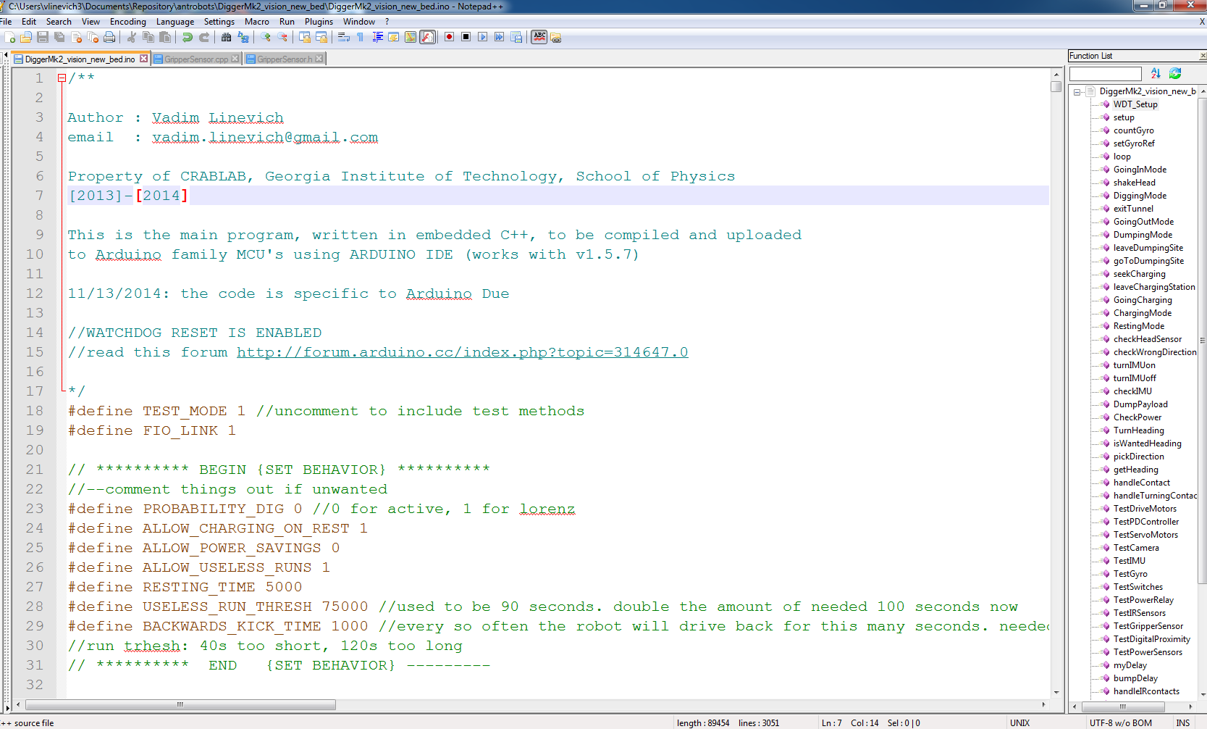 C:\Users\vlinevich3\Documents\Repository\antrobots\DiggerMk2_vision_new_bed\DiggerMk2_vision_new_bed.ino - Notepad++
File Edit Search View Encoding Language Settings Macro Run Plugins Window ? X
DiggerMk2_vision_new_bed.ino GripperSensor.cpp GripperSensor.h
1 /**
2
3 Author : Vadim Linevich
4 email  : vadim.linevich@gmail.com
5
6 Property of CRABLAB, Georgia Institute of Technology, School of Physics
7 [2013]-[2014]
8
9 This is the main program, written in embedded C++, to be compiled and uploaded
10 to Arduino family MCU's using ARDUINO IDE (works with v1.5.7)
11
12 11/13/2014: the code is specific to Arduino Due
13
14 //WATCHDOG RESET IS ENABLED
15 //read this forum http://forum.arduino.cc/index.php?topic=314647.0
16
17 */
18 #define TEST_MODE 1 //uncomment to include test methods
19 #define FIO_LINK 1
20
21 // ********** BEGIN {SET BEHAVIOR} **********
22 //--comment things out if unwanted
23 #define PROBABILITY_DIG 0 //0 for active, 1 for lorenz
24 #define ALLOW_CHARGING_ON_REST 1
25 #define ALLOW_POWER_SAVINGS 0
26 #define ALLOW_USELESS_RUNS 1
27 #define RESTING_TIME 5000
28 #define USELESS_RUN_THRESH 75000 //used to be 90 seconds. double the amount of needed 100 seconds now
29 #define BACKWARDS_KICK_TIME 1000 //every so often the robot will drive back for this many seconds. neede
30 //run trhesh: 40s too short, 120s too long
31 // **********  END   {SET BEHAVIOR} ---------
32
Function List
DiggerMk2_vision_new_b
WDT_Setup
setup
countGyro
setGyroRef
loop
GoingInMode
shakeHead
DiggingMode
exitTunnel
GoingOutMode
DumpingMode
leaveDumpingSite
goToDumpingSite
seekCharging
leaveChargingStation
GoingCharging
ChargingMode
RestingMode
checkHeadSensor
checkWrongDirection
turnIMUon
turnIMUoff
checkIMU
DumpPayload
CheckPower
TurnHeading
isWantedHeading
pickDirection
getHeading
handleContact
handleTurningContac
TestDriveMotors
TestPDController
TestServoMotors
TestCamera
TestIMU
TestGyro
TestSwitches
TestPowerRelay
TestIRSensors
TestGripperSensor
TestDigitalProximity
TestPowerSensors
myDelay
bumpDelay
handleIRcontacts
++ source file length : 89454 lines : 3051 Ln : 7 Col : 14 Sel : 0 | 0 UNIX UTF-8 w/o BOM INS